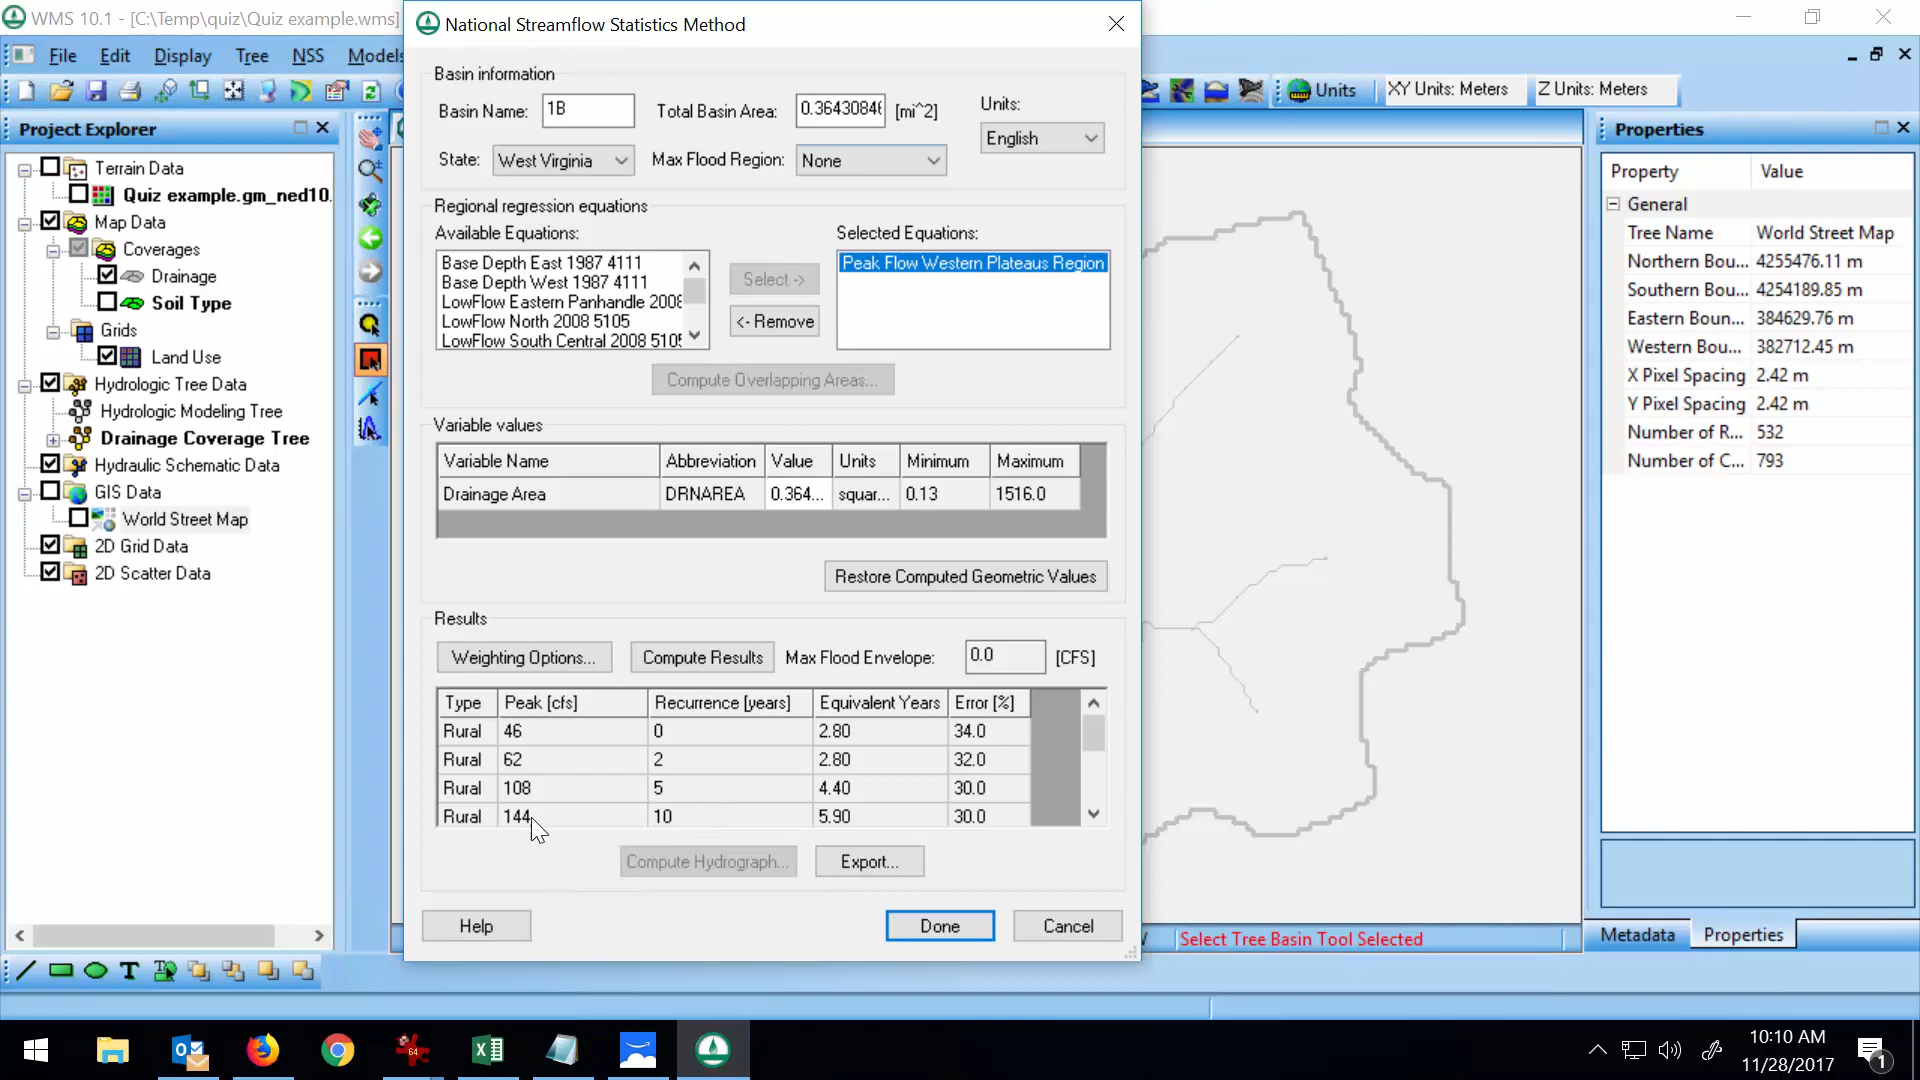 WMS 10.1 - [C:\Temp\quiz\Quiz example.wms]
File Edit Display Tree NSS Models
Units XY Units: Meters Z Units: Meters
Project Explorer
Terrain Data
Quiz example.gm_ned10.
Map Data
Coverages
Drainage
Soil Type
Grids
Land Use
Hydrologic Tree Data
Hydrologic Modeling Tree
Drainage Coverage Tree
Hydraulic Schematic Data
GIS Data
World Street Map
2D Grid Data
2D Scatter Data
National Streamflow Statistics Method
Basin information
Basin Name: 1B Total Basin Area: 0.3643084 [mi^2]
Units:
English
State: West Virginia Max Flood Region: None
Regional regression equations
Available Equations: Selected Equations:
Base Depth East 1987 4111
Base Depth West 1987 4111
LowFlow Eastern Panhandle 2008
LowFlow North 2008 5105
LowFlow South Central 2008 510
Select ->
<- Remove
Peak Flow Western Plateaus Region
Compute Overlapping Areas...
Variable values
Variable Name Abbreviation Value Units Minimum Maximum
Drainage Area DRNAREA 0.364... squar... 0.13 1516.0
Restore Computed Geometric Values
Results
Weighting Options... Compute Results Max Flood Envelope: 0.0 [CFS]
Type Peak [cfs] Recurrence [years] Equivalent Years Error [%]
Rural 46 0 2.80 34.0
Rural 62 2 2.80 32.0
Rural 108 5 4.40 30.0
Rural 144 10 5.90 30.0
Compute Hydrograph... Export...
Help Done Cancel
Select Tree Basin Tool Selected
Properties
Property Value
General
Tree Name World Street Map
Northern Bou... 4255476.11 m
Southern Bou... 4254189.85 m
Eastern Boun... 384629.76 m
Western Bou... 382712.45 m
X Pixel Spacing 2.42 m
Y Pixel Spacing 2.42 m
Number of R... 532
Number of C... 793
Metadata Properties
T
64
10:10 AM
11/28/2017
1